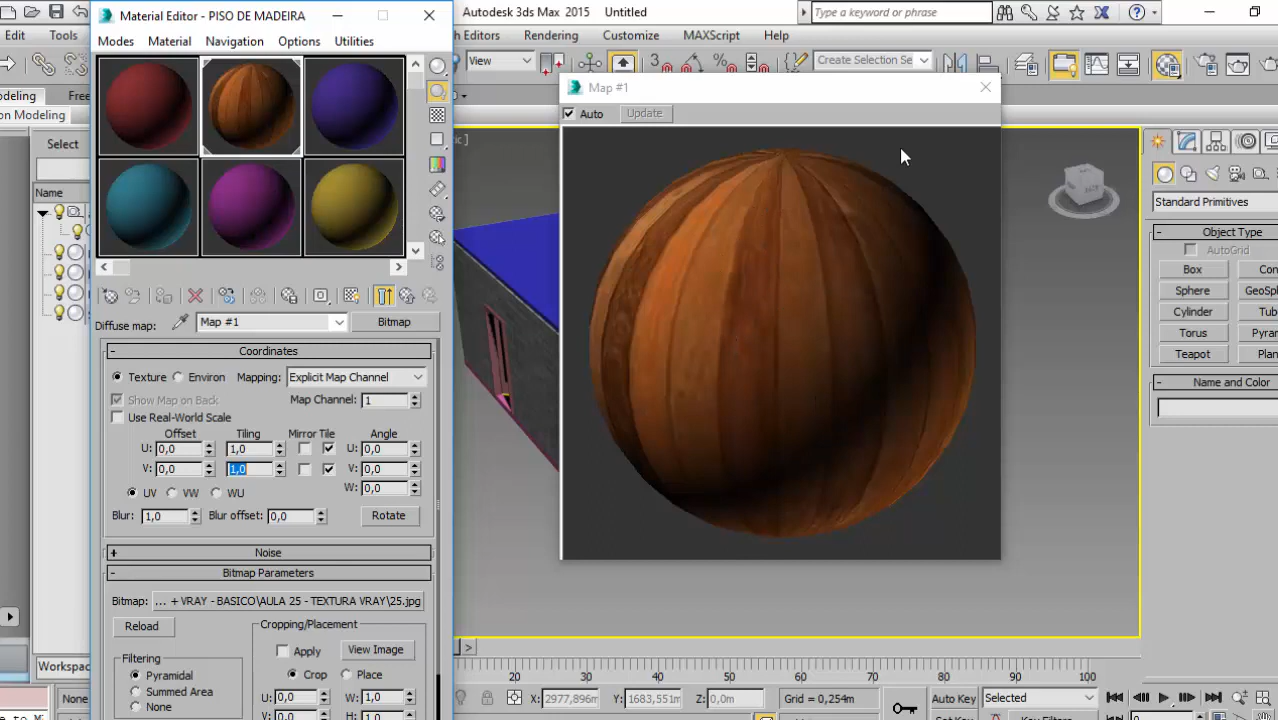 Material Editor - PISO DE MADEIRA
Autodesk 3ds Max 2015 Untitled
Type a keyword or phrase
Edit Tools
Modes Material Navigation Options Utilities
Editors Rendering Customize MAXScript Help
View
Create Selection Se
Map #1
Auto Update
Select
Name
Standard Primitives
Object Type
AutoGrid
Box
Sphere
Cylinder
Torus
Teapot
Name and Color
Diffuse map: Map #1 Bitmap
- Coordinates
Texture Environ Mapping: Explicit Map Channel
Show Map on Back Map Channel: 1
Use Real-World Scale
Offset Tiling Mirror Tile Angle
U: 0,0 1,0 U: 0,0
V: 0,0 1,0 V: 0,0
W: 0,0
UV VW WU
Blur: 1,0 Blur offset: 0,0 Rotate
+ Noise
- Bitmap Parameters
Bitmap: ... + VRAY - BASICO\AULA 25 - TEXTURA VRAY\25.jpg
Reload
Cropping/Placement
Apply View Image
Filtering
Crop Place
Pyramidal
Summed Area
None
U: 0,0 W: 1,0
V: 0,0 H: 1,0
20 30 40 50 60 70 80 90 100
None
X: 2977,896m Y: 1683,551m Z: 0,0m Grid = 0,254m
Auto Key Selected